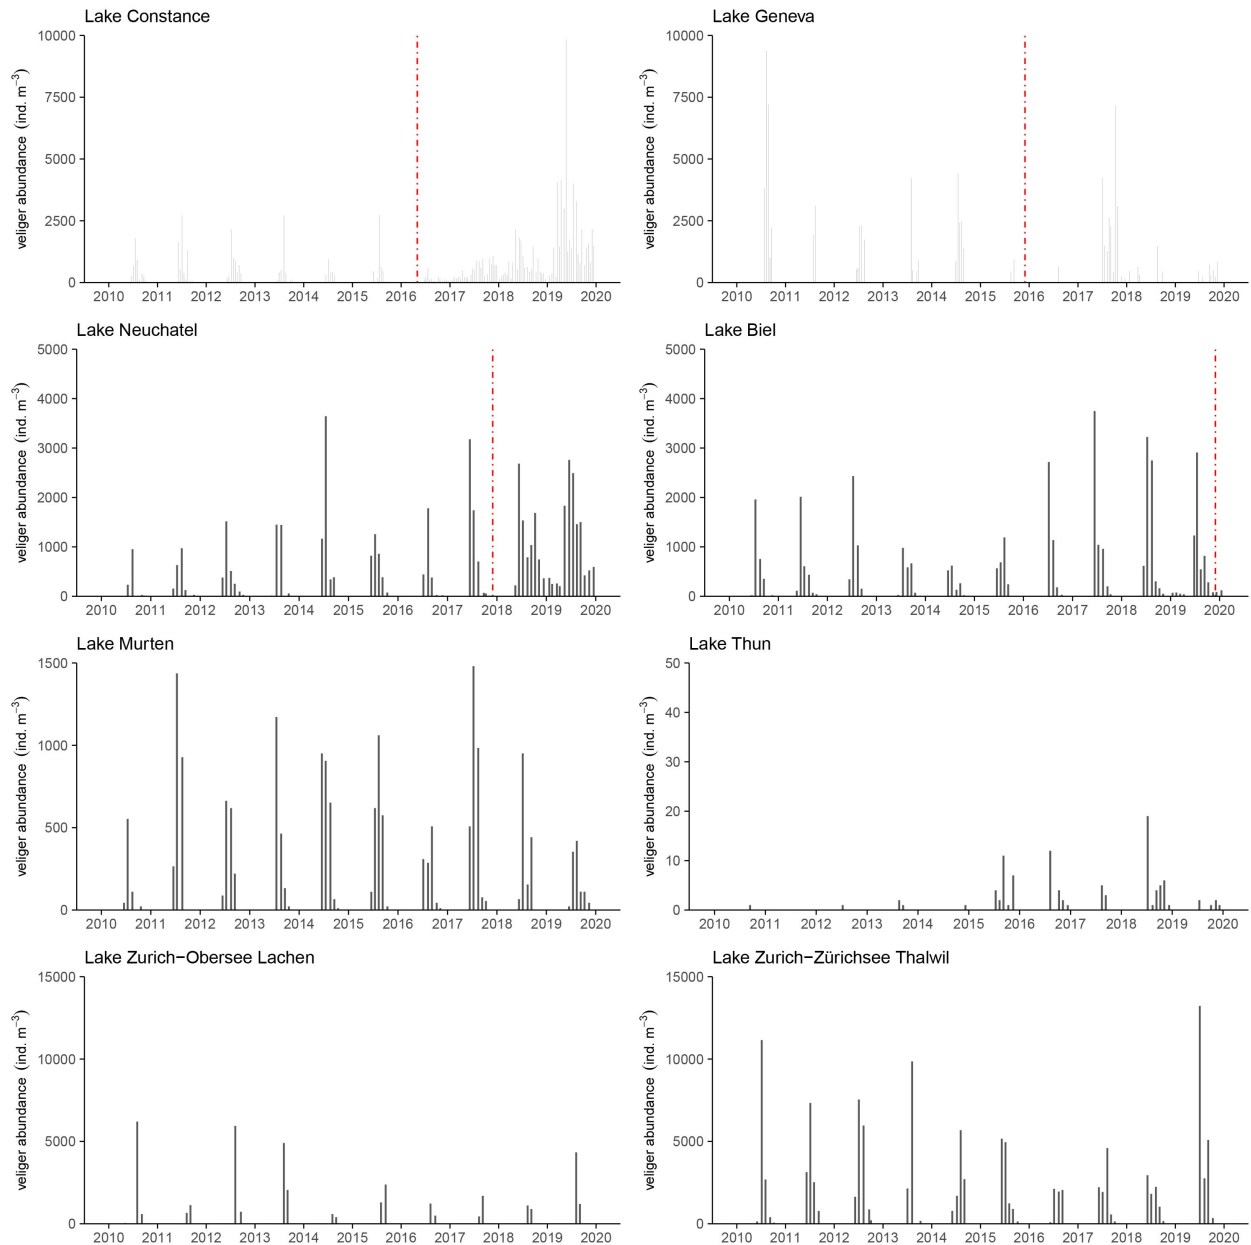 Lake Constance
veliger abundance (ind. m⁻³)
10000
7500
5000
2500
0
2010 2011 2012 2013 2014 2015 2016 2017 2018 2019 2020
Lake Geneva
veliger abundance (ind. m⁻³)
10000
7500
5000
2500
0
2010 2011 2012 2013 2014 2015 2016 2017 2018 2019 2020
Lake Neuchatel
veliger abundance (ind. m⁻³)
5000
4000
3000
2000
1000
0
2010 2011 2012 2013 2014 2015 2016 2017 2018 2019 2020
Lake Biel
veliger abundance (ind. m⁻³)
5000
4000
3000
2000
1000
0
2010 2011 2012 2013 2014 2015 2016 2017 2018 2019 2020
Lake Murten
veliger abundance (ind. m⁻³)
1500
1000
500
0
2010 2011 2012 2013 2014 2015 2016 2017 2018 2019 2020
Lake Thun
veliger abundance (ind. m⁻³)
50
40
30
20
10
0
2010 2011 2012 2013 2014 2015 2016 2017 2018 2019 2020
Lake Zurich−Obersee Lachen
veliger abundance (ind. m⁻³)
15000
10000
5000
0
2010 2011 2012 2013 2014 2015 2016 2017 2018 2019 2020
Lake Zurich−Zürichsee Thalwil
veliger abundance (ind. m⁻³)
15000
10000
5000
0
2010 2011 2012 2013 2014 2015 2016 2017 2018 2019 2020